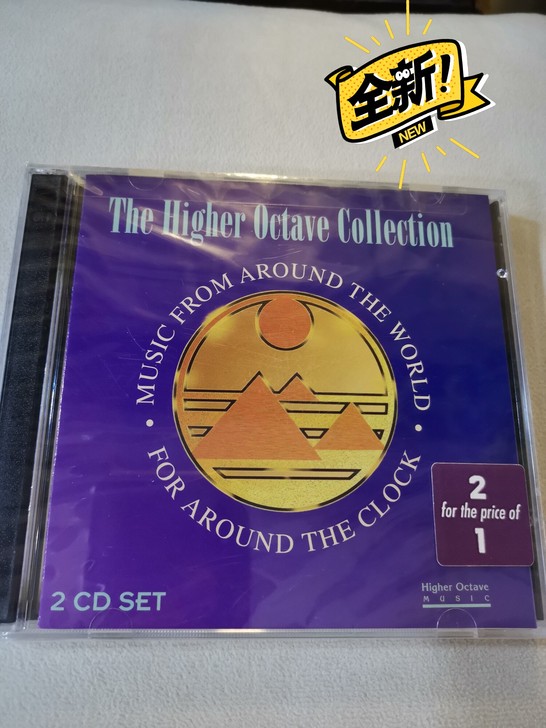 全新!
NEW
The Higher Octave Collection
MUSIC FROM AROUND THE WORLD
• FOR AROUND THE CLOCK •
2
for the price of
1
2 CD SET
Higher Octave
MUSIC